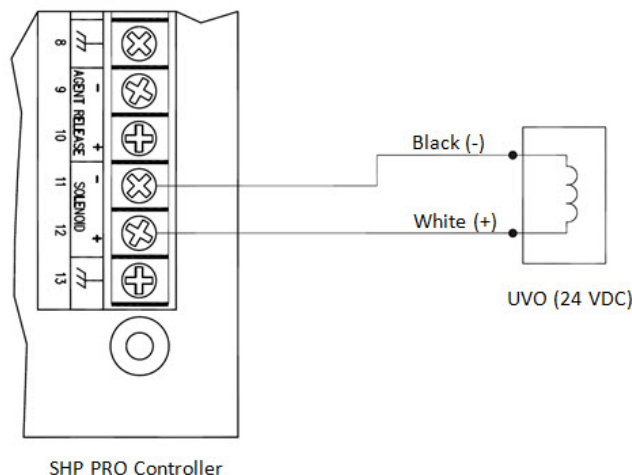 8
9
AGENT RELEASE
-
10
+
11
SOLENOID
-
12
+
13
Black (-)
White (+)
UVO (24 VDC)
SHP PRO Controller